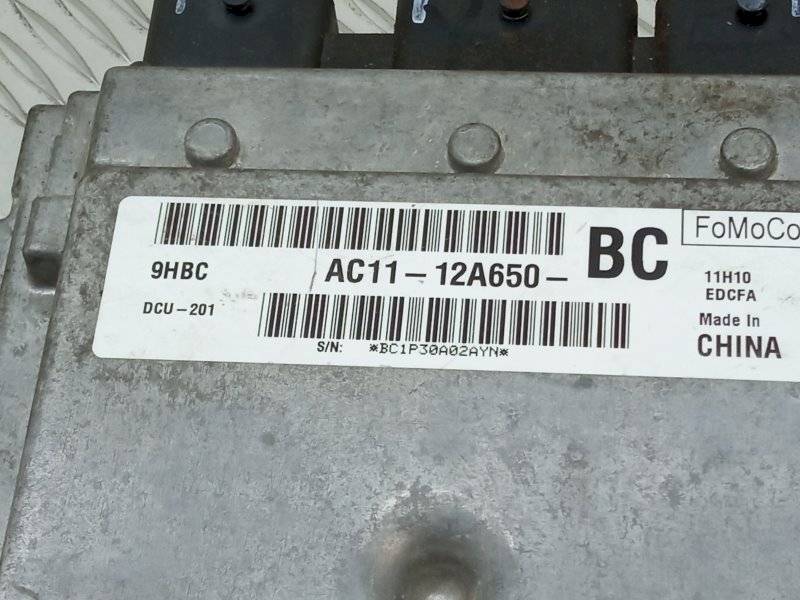 BC
FoMoCo
9HBC
AC11-12A650-
11H10
EDCFA
DCU-201
Made In
CHINA
S/N: *BC1P30A02AYN*